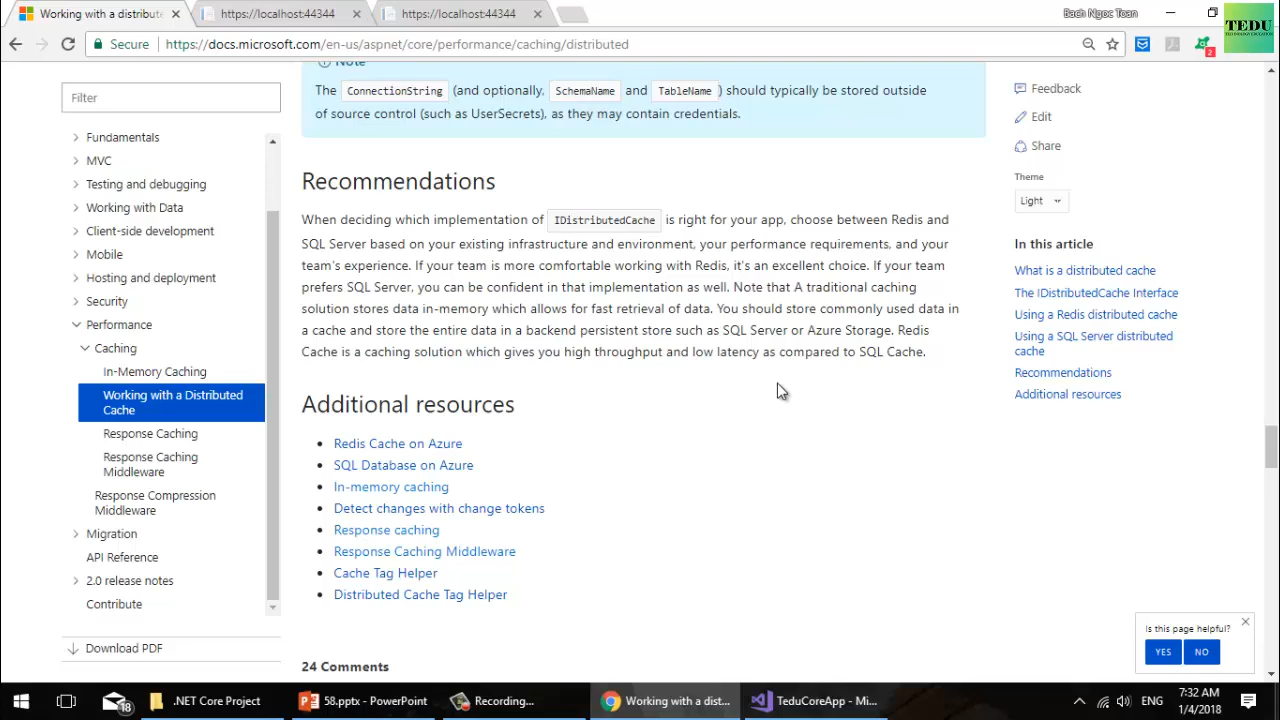 Working with a distribute
https://localhost:44344
https://localhost:44344
Bach Ngoc Toan
TEDU
Secure
https://docs.microsoft.com/en-us/aspnet/core/performance/caching/distributed
2
Filter
Fundamentals
MVC
Testing and debugging
Working with Data
Client-side development
Mobile
Hosting and deployment
Security
Performance
Caching
In-Memory Caching
Working with a Distributed
Cache
Response Caching
Response Caching
Middleware
Response Compression
Middleware
Migration
API Reference
2.0 release notes
Contribute
Download PDF
Note
The ConnectionString (and optionally, SchemaName and TableName) should typically be stored outside
of source control (such as UserSecrets), as they may contain credentials.
Recommendations
When deciding which implementation of IDistributedCache is right for your app, choose between Redis and
SQL Server based on your existing infrastructure and environment, your performance requirements, and your
team's experience. If your team is more comfortable working with Redis, it's an excellent choice. If your team
prefers SQL Server, you can be confident in that implementation as well. Note that A traditional caching
solution stores data in-memory which allows for fast retrieval of data. You should store commonly used data in
a cache and store the entire data in a backend persistent store such as SQL Server or Azure Storage. Redis
Cache is a caching solution which gives you high throughput and low latency as compared to SQL Cache.
Additional resources
Redis Cache on Azure
SQL Database on Azure
In-memory caching
Detect changes with change tokens
Response caching
Response Caching Middleware
Cache Tag Helper
Distributed Cache Tag Helper
24 Comments
Feedback
Edit
Share
Theme
Light
In this article
What is a distributed cache
The IDistributedCache Interface
Using a Redis distributed cache
Using a SQL Server distributed
cache
Recommendations
Additional resources
Is this page helpful?
YES
NO
18
.NET Core Project
58.pptx - PowerPoint
Recording...
Working with a dist...
TeduCoreApp - Mi...
ENG
7:32 AM
1/4/2018